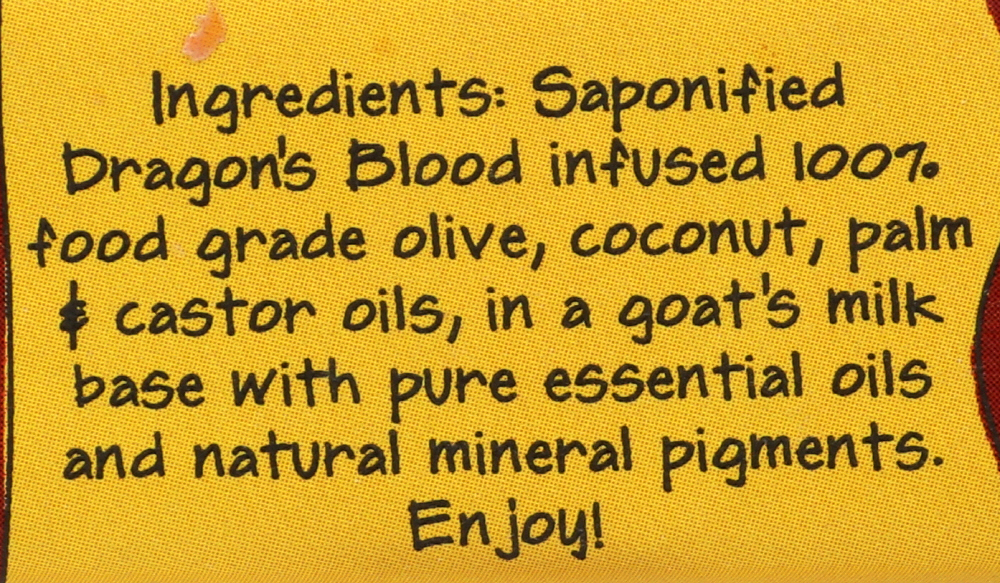 Ingredients: Saponified
Dragon's Blood infused 100%
food grade olive, coconut, palm
& castor oils, in a goat's milk
base with pure essential oils
and natural mineral pigments.
Enjoy!